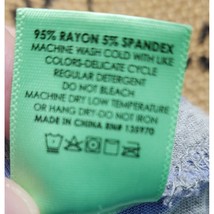 95% RAYON 5% SPANDEX
MACHINE WASH COLD WITH LIKE
COLORS-DELICATE CYCLE
REGULAR DETERGENT
DO NOT BLEACH
MACHINE DRY LOW TEMPERATURE
OR HANG DRY-DO NOT IRON
MADE IN CHINA RN# 135970